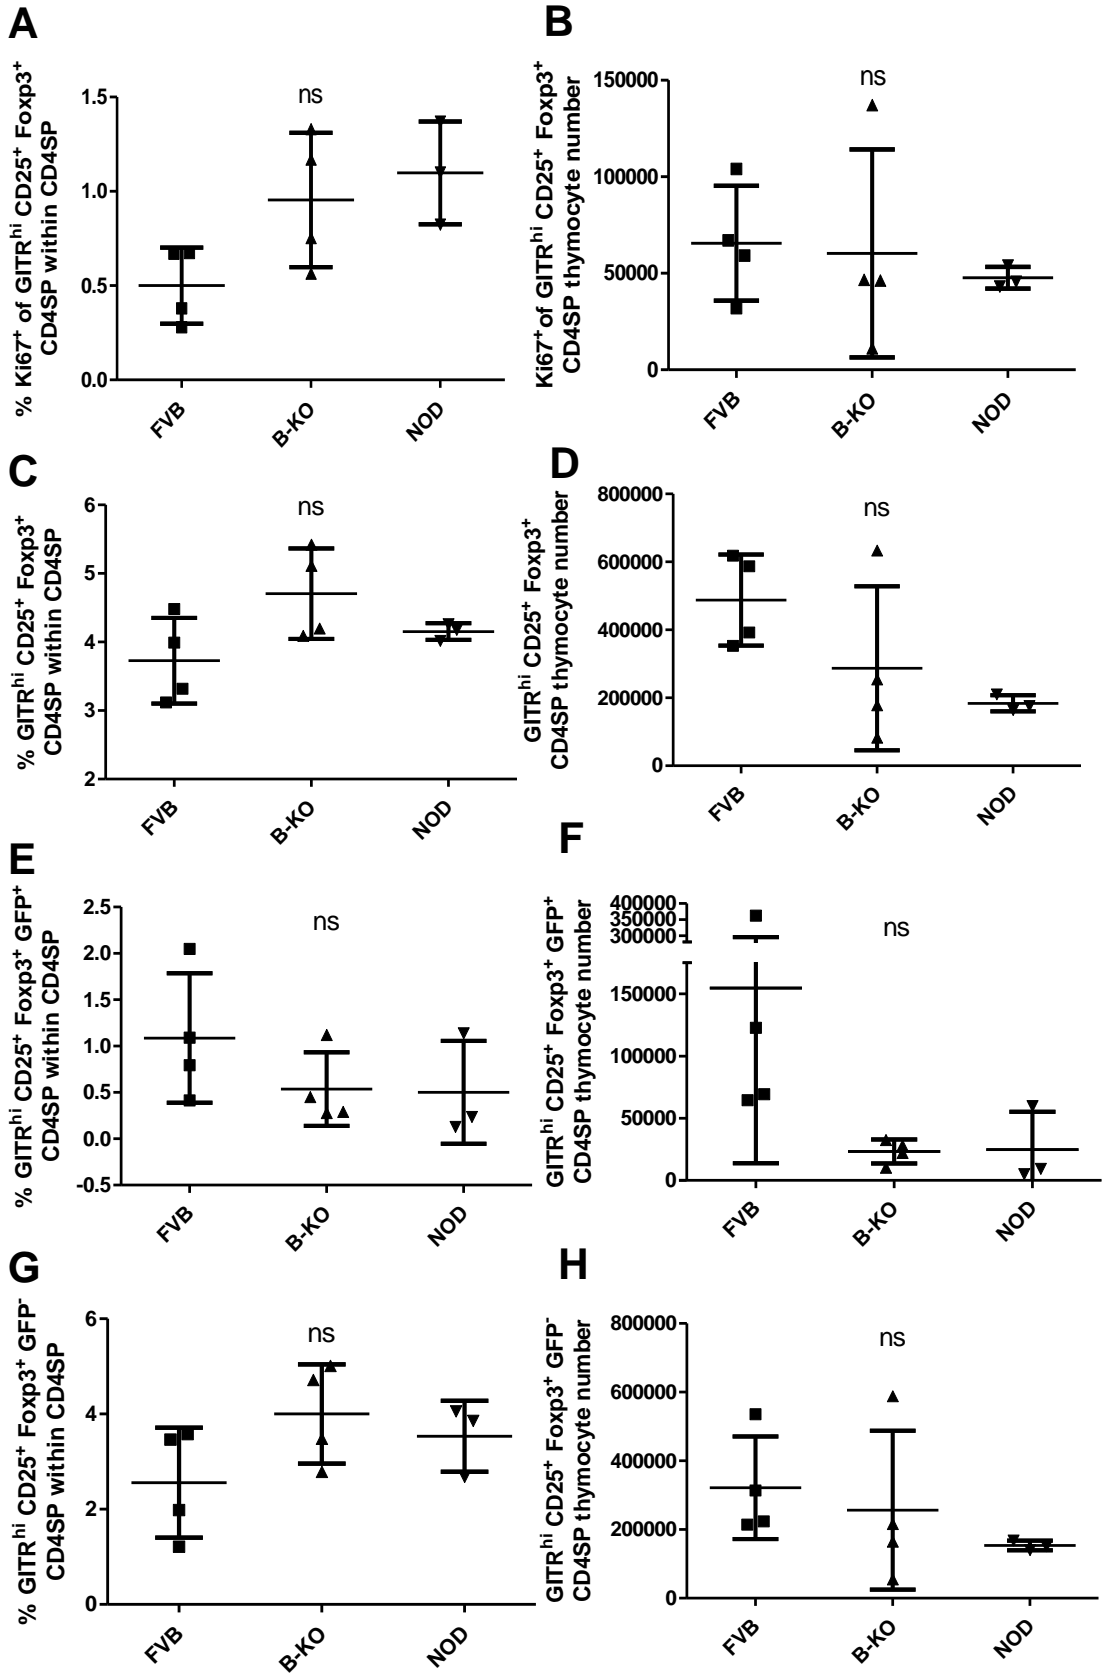 A
% Ki67⁺ of GITRʰⁱ CD25⁺ Foxp3⁺
CD4SP within CD4SP
1.5
1.0
0.5
0.0
ns
FVB
B-KO
NOD
B
Ki67⁺of GITRʰⁱ CD25⁺ Foxp3⁺
CD4SP thymocyte number
150000
100000
50000
0
ns
FVB
B-KO
NOD
C
% GITRʰⁱ CD25⁺ Foxp3⁺
CD4SP within CD4SP
6
5
4
3
2
ns
FVB
B-KO
NOD
D
GITRʰⁱ CD25⁺ Foxp3⁺
CD4SP thymocyte number
800000
600000
400000
200000
0
ns
FVB
B-KO
NOD
E
% GITRʰⁱ CD25⁺ Foxp3⁺ GFP⁺
CD4SP within CD4SP
2.5
2.0
1.5
1.0
0.5
0.0
-0.5
ns
FVB
B-KO
NOD
F
GITRʰⁱ CD25⁺ Foxp3⁺ GFP⁺
CD4SP thymocyte number
400000
350000
300000
150000
100000
50000
0
ns
FVB
B-KO
NOD
G
% GITRʰⁱ CD25⁺ Foxp3⁺ GFP⁻
CD4SP within CD4SP
6
4
2
0
ns
FVB
B-KO
NOD
H
GITRʰⁱ CD25⁺ Foxp3⁺ GFP⁻
CD4SP thymocyte number
800000
600000
400000
200000
0
ns
FVB
B-KO
NOD